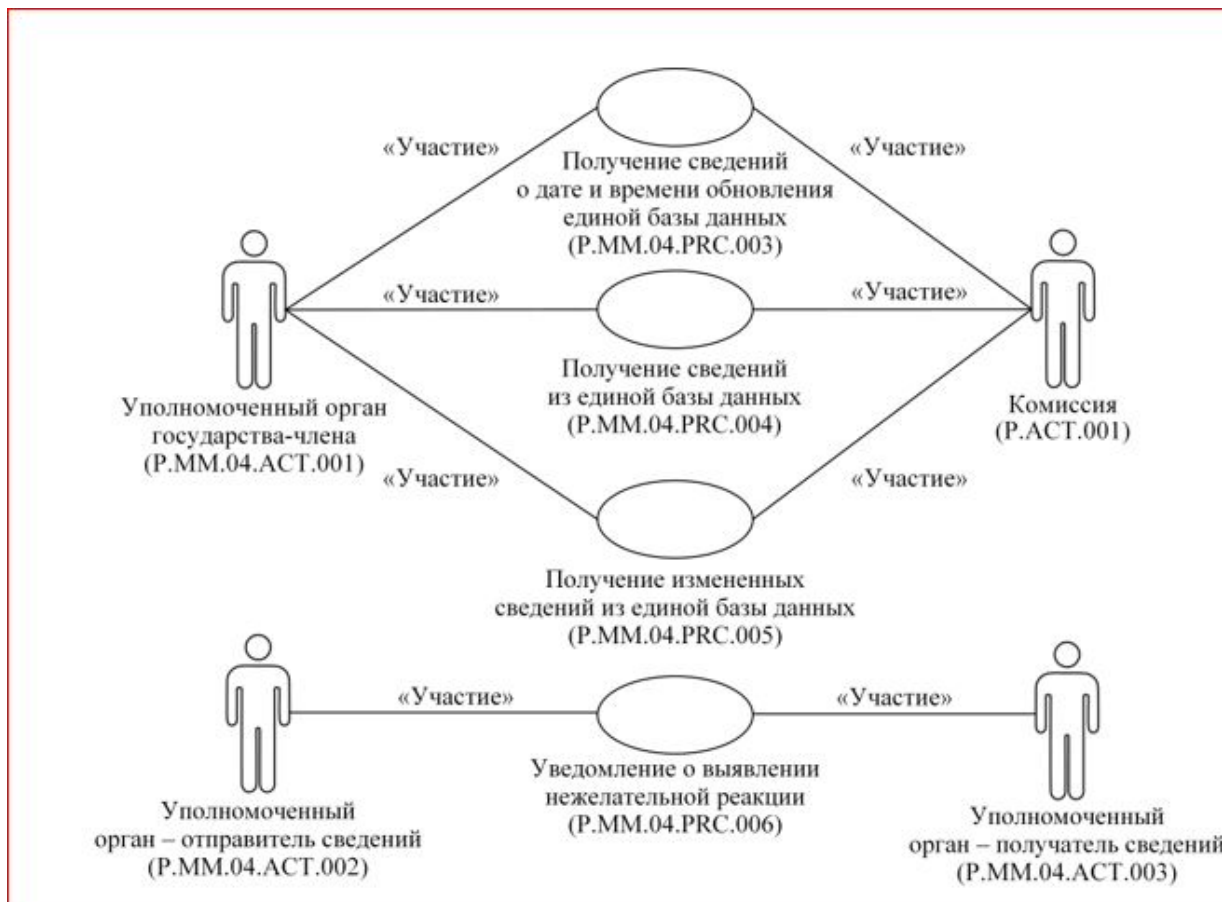 «Участие»
«Участие»
Получение сведений
о дате и времени обновления
единой базы данных
(P.MM.04.PRC.003)
«Участие»
«Участие»
Уполномоченный орган
государства-члена
(P.MM.04.ACT.001)
Получение сведений
из единой базы данных
(P.MM.04.PRC.004)
Комиссия
(P.ACT.001)
«Участие»
«Участие»
Получение измененных
сведений из единой базы данных
(P.MM.04.PRC.005)
«Участие»
«Участие»
Уполномоченный
орган – отправитель сведений
(P.MM.04.ACT.002)
Уведомление о выявлении
нежелательной реакции
(P.MM.04.PRC.006)
Уполномоченный
орган – получатель сведений
(P.MM.04.ACT.003)